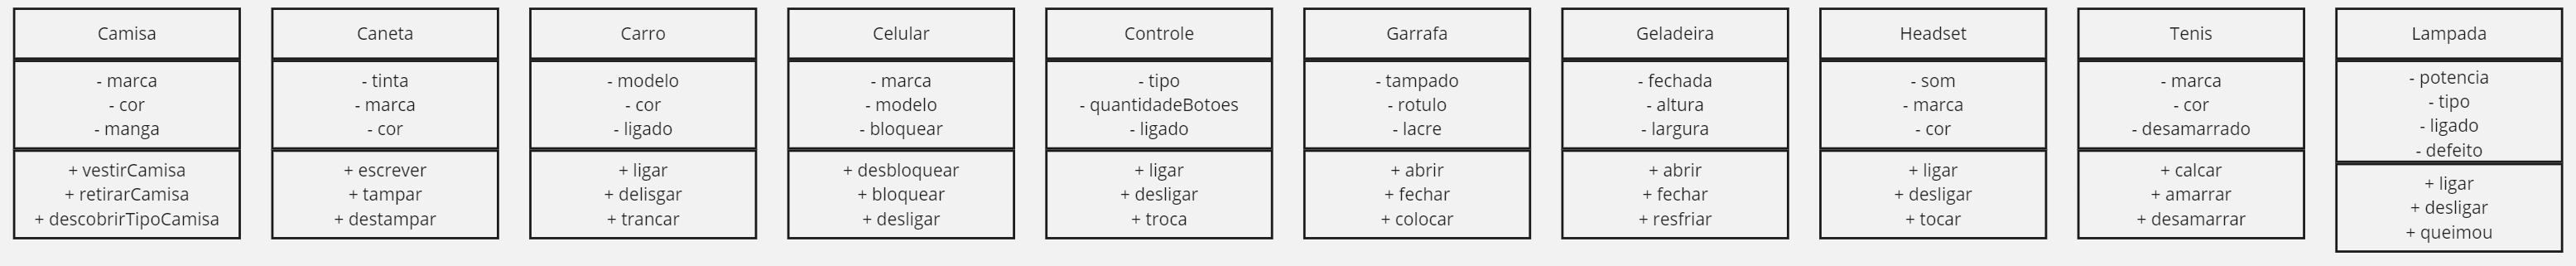 Camisa
- marca
- cor
- manga
+ vestirCamisa
+ retirarCamisa
+ descobrirTipoCamisa
Caneta
- tinta
- marca
- cor
+ escrever
+ tampar
+ destampar
Carro
- modelo
- cor
- ligado
+ ligar
+ delisgar
+ trancar
Celular
- marca
- modelo
- bloquear
+ desbloquear
+ bloquear
+ desligar
Controle
- tipo
- quantidadeBotoes
- ligado
+ ligar
+ desligar
+ troca
Garrafa
- tampado
- rotulo
- lacre
+ abrir
+ fechar
+ colocar
Geladeira
- fechada
- altura
- largura
+ abrir
+ fechar
+ resfriar
Headset
- som
- marca
- cor
+ ligar
+ desligar
+ tocar
Tenis
- marca
- cor
- desamarrado
+ calcar
+ amarrar
+ desamarrar
Lampada
- potencia
- tipo
- ligado
- defeito
+ ligar
+ desligar
+ queimou